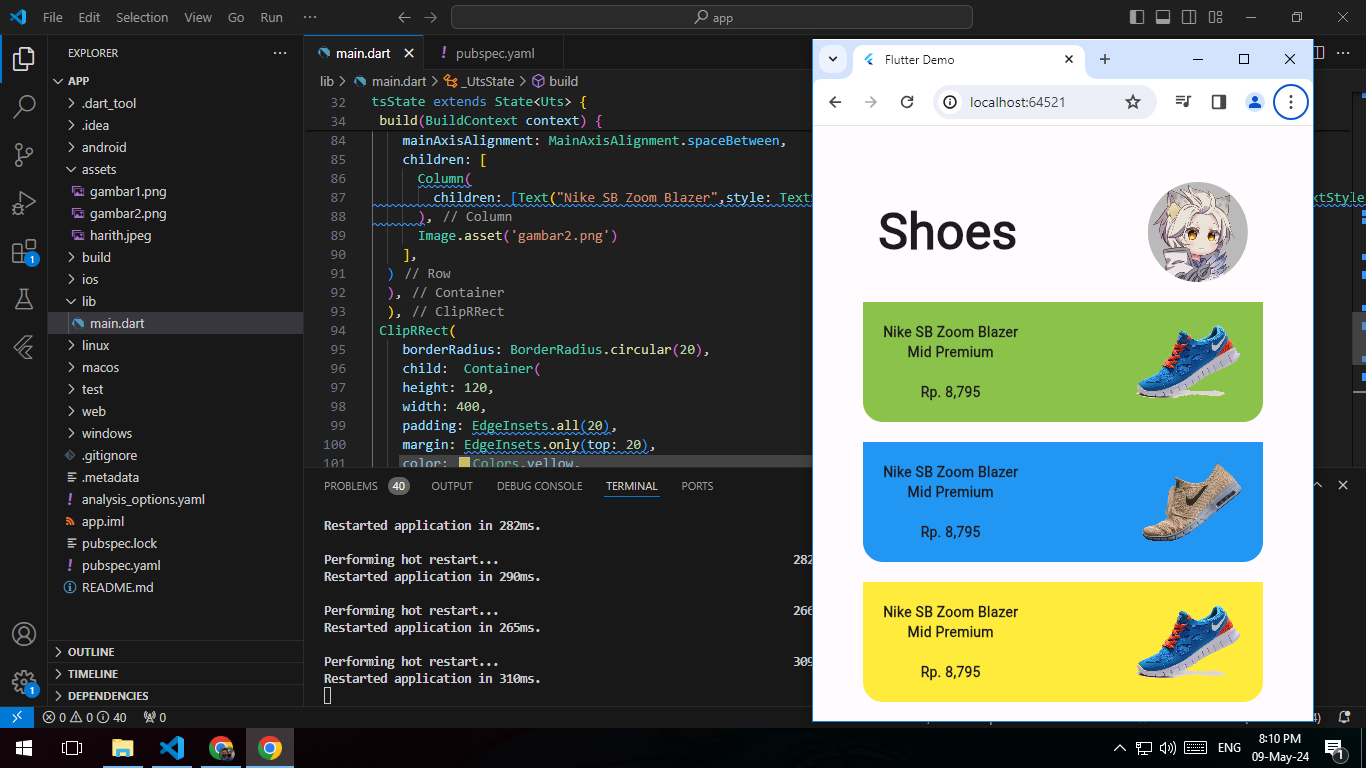 File Edit Selection View Go Run ···
app
EXPLORER
APP
.dart_tool
.idea
android
assets
gambar1.png
gambar2.png
harith.jpeg
build
ios
lib
main.dart
linux
macos
test
web
windows
.gitignore
.metadata
analysis_options.yaml
app.iml
pubspec.lock
pubspec.yaml
README.md
OUTLINE
TIMELINE
DEPENDENCIES
1
1
main.dart
! pubspec.yaml
lib > main.dart > _UtsState > build
32 tsState extends State<Uts> {
34 build(BuildContext context) {
84 mainAxisAlignment: MainAxisAlignment.spaceBetween,
85 children: [
86 Column(
87 children: [Text("Nike SB Zoom Blazer",style: Text
xtStyle
88 ), // Column
89 Image.asset('gambar2.png')
90 ],
91 ) // Row
92 ), // Container
93 ), // ClipRRect
94 ClipRRect(
95 borderRadius: BorderRadius.circular(20),
96 child:  Container(
97 height: 120,
98 width: 400,
99 padding: EdgeInsets.all(20),
100 margin: EdgeInsets.only(top: 20),
101 color: Colors.yellow,
PROBLEMS 40 OUTPUT DEBUG CONSOLE TERMINAL PORTS
Restarted application in 282ms.
Performing hot restart... 282
Restarted application in 290ms.
Performing hot restart... 266
Restarted application in 265ms.
Performing hot restart... 309
Restarted application in 310ms.
0 0 40 0
Flutter Demo
localhost:64521
Shoes
Nike SB Zoom Blazer
Mid Premium
Rp. 8,795
Nike SB Zoom Blazer
Mid Premium
Rp. 8,795
Nike SB Zoom Blazer
Mid Premium
Rp. 8,795
ENG
8:10 PM
09-May-24
1